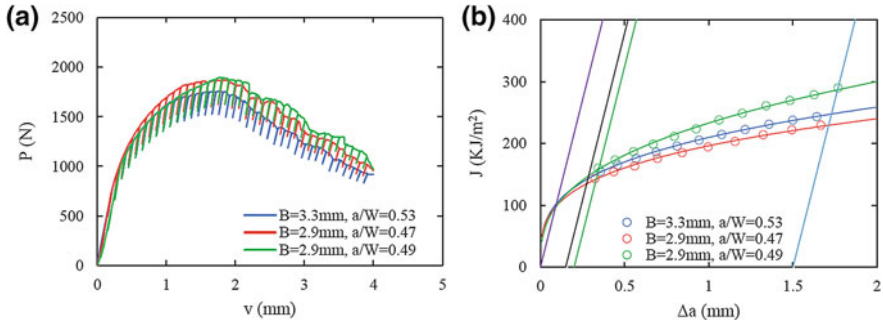 (a)
2500
2000
1500
1000
500
0
P (N)
0 1 2 3 4 5
v (mm)
B=3.3mm, a/W=0.53
B=2.9mm, a/W=0.47
B=2.9mm, a/W=0.49
(b)
400
300
200
100
0
J (KJ/m²)
0 0.5 1 1.5 2
Δa (mm)
B=3.3mm, a/W=0.53
B=2.9mm, a/W=0.47
B=2.9mm, a/W=0.49